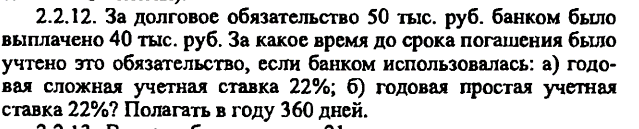 2.2.12. За долговое обязательство 50 тыс. руб. банком было
выплачено 40 тыс. руб. За какое время до срока погашения было
учтено это обязательство, если банком использовалась: а) годо-
вая сложная учетная ставка 22%; б) годовая простая учетная
ставка 22%? Полагать в году 360 дней.